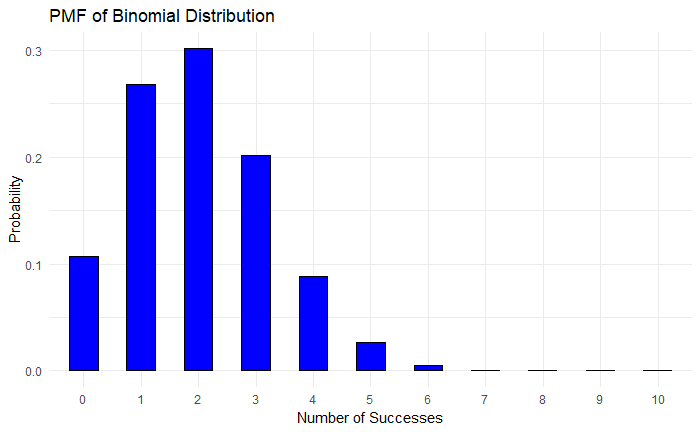 PMF of Binomial Distribution
Probability
0.3
0.2
0.1
0.0
0 1 2 3 4 5 6 7 8 9 10
Number of Successes